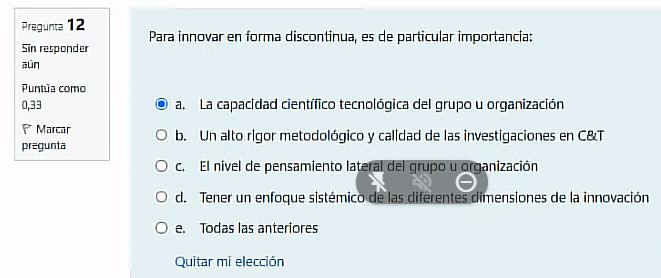 Pregunta 12
Sin responder
aún
Puntúa como
0,33
Marcar
pregunta
Para innovar en forma discontinua, es de particular importancia:
a. La capacidad científico tecnológica del grupo u organización
b. Un alto rigor metodológico y calidad de las investigaciones en C&T
c. El nivel de pensamiento lateral del grupo u organización
d. Tener un enfoque sistémico de las diferentes dimensiones de la innovación
e. Todas las anteriores
Quitar mi elección